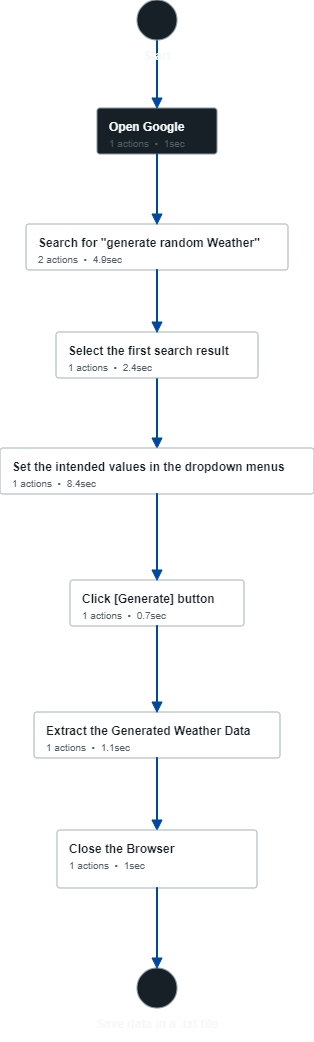 Start
Open Google
1 actions • 1sec
Search for "generate random Weather"
2 actions • 4.9sec
Select the first search result
1 actions • 2.4sec
Set the intended values in the dropdown menus
1 actions • 8.4sec
Click [Generate] button
1 actions • 0.7sec
Extract the Generated Weather Data
1 actions • 1.1sec
Close the Browser
1 actions • 1sec
Save data in a .txt file